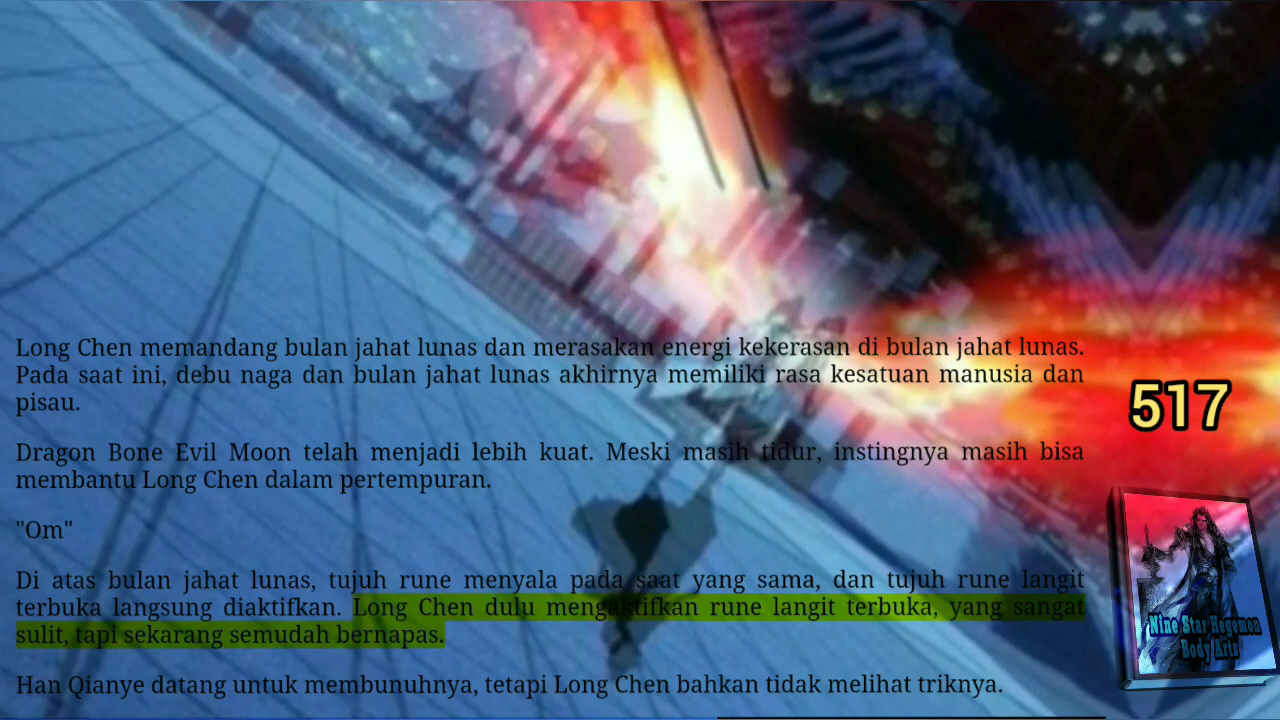 Long Chen memandang bulan jahat lunas dan merasakan energi kekerasan di bulan jahat lunas.
Pada saat ini, debu naga dan bulan jahat lunas akhirnya memiliki rasa kesatuan manusia dan
pisau.
Dragon Bone Evil Moon telah menjadi lebih kuat. Meski masih tidur, instingnya masih bisa
membantu Long Chen dalam pertempuran.
"Om"
Di atas bulan jahat lunas, tujuh rune menyala pada saat yang sama, dan tujuh rune langit
terbuka langsung diaktifkan. Long Chen dulu mengaktifkan rune langit terbuka, yang sangat
sulit, tapi sekarang semudah bernapas.
Han Qianye datang untuk membunuhnya, tetapi Long Chen bahkan tidak melihat triknya.
517
Nine Star Hegemon
Body Arts